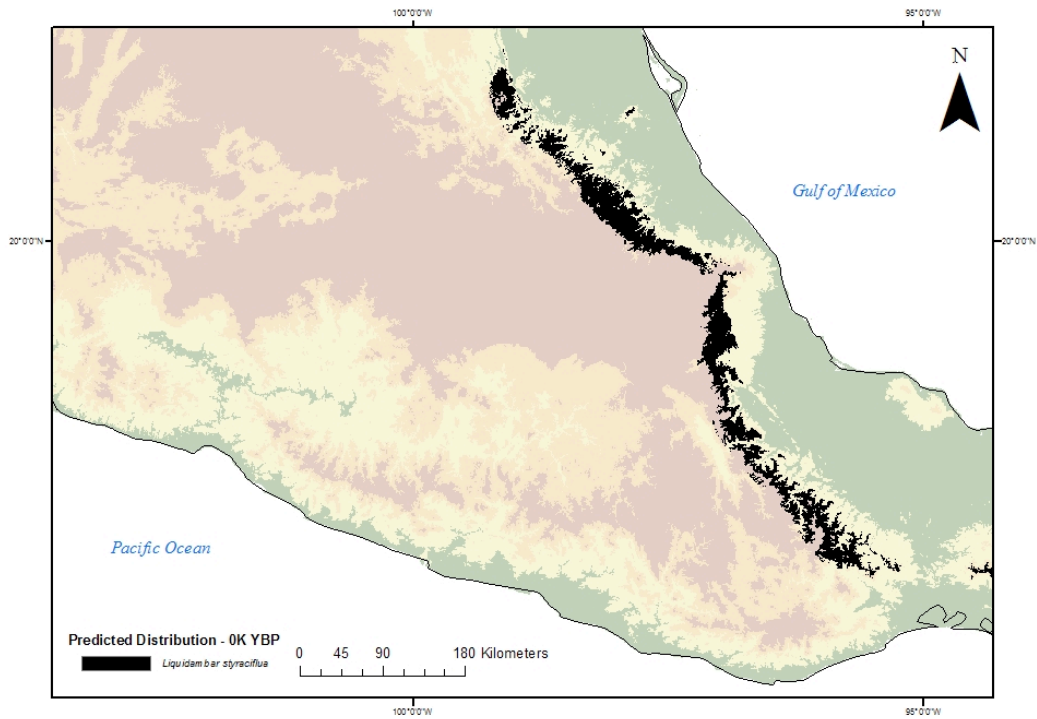 100°0'0"W 95°0'0"W
N
Gulf of Mexico
20°0'0"N 20°0'0"N
Pacific Ocean
Predicted Distribution - 0K YBP
Liquidambar styraciflua
0 45 90 180 Kilometers
100°0'0"W 95°0'0"W